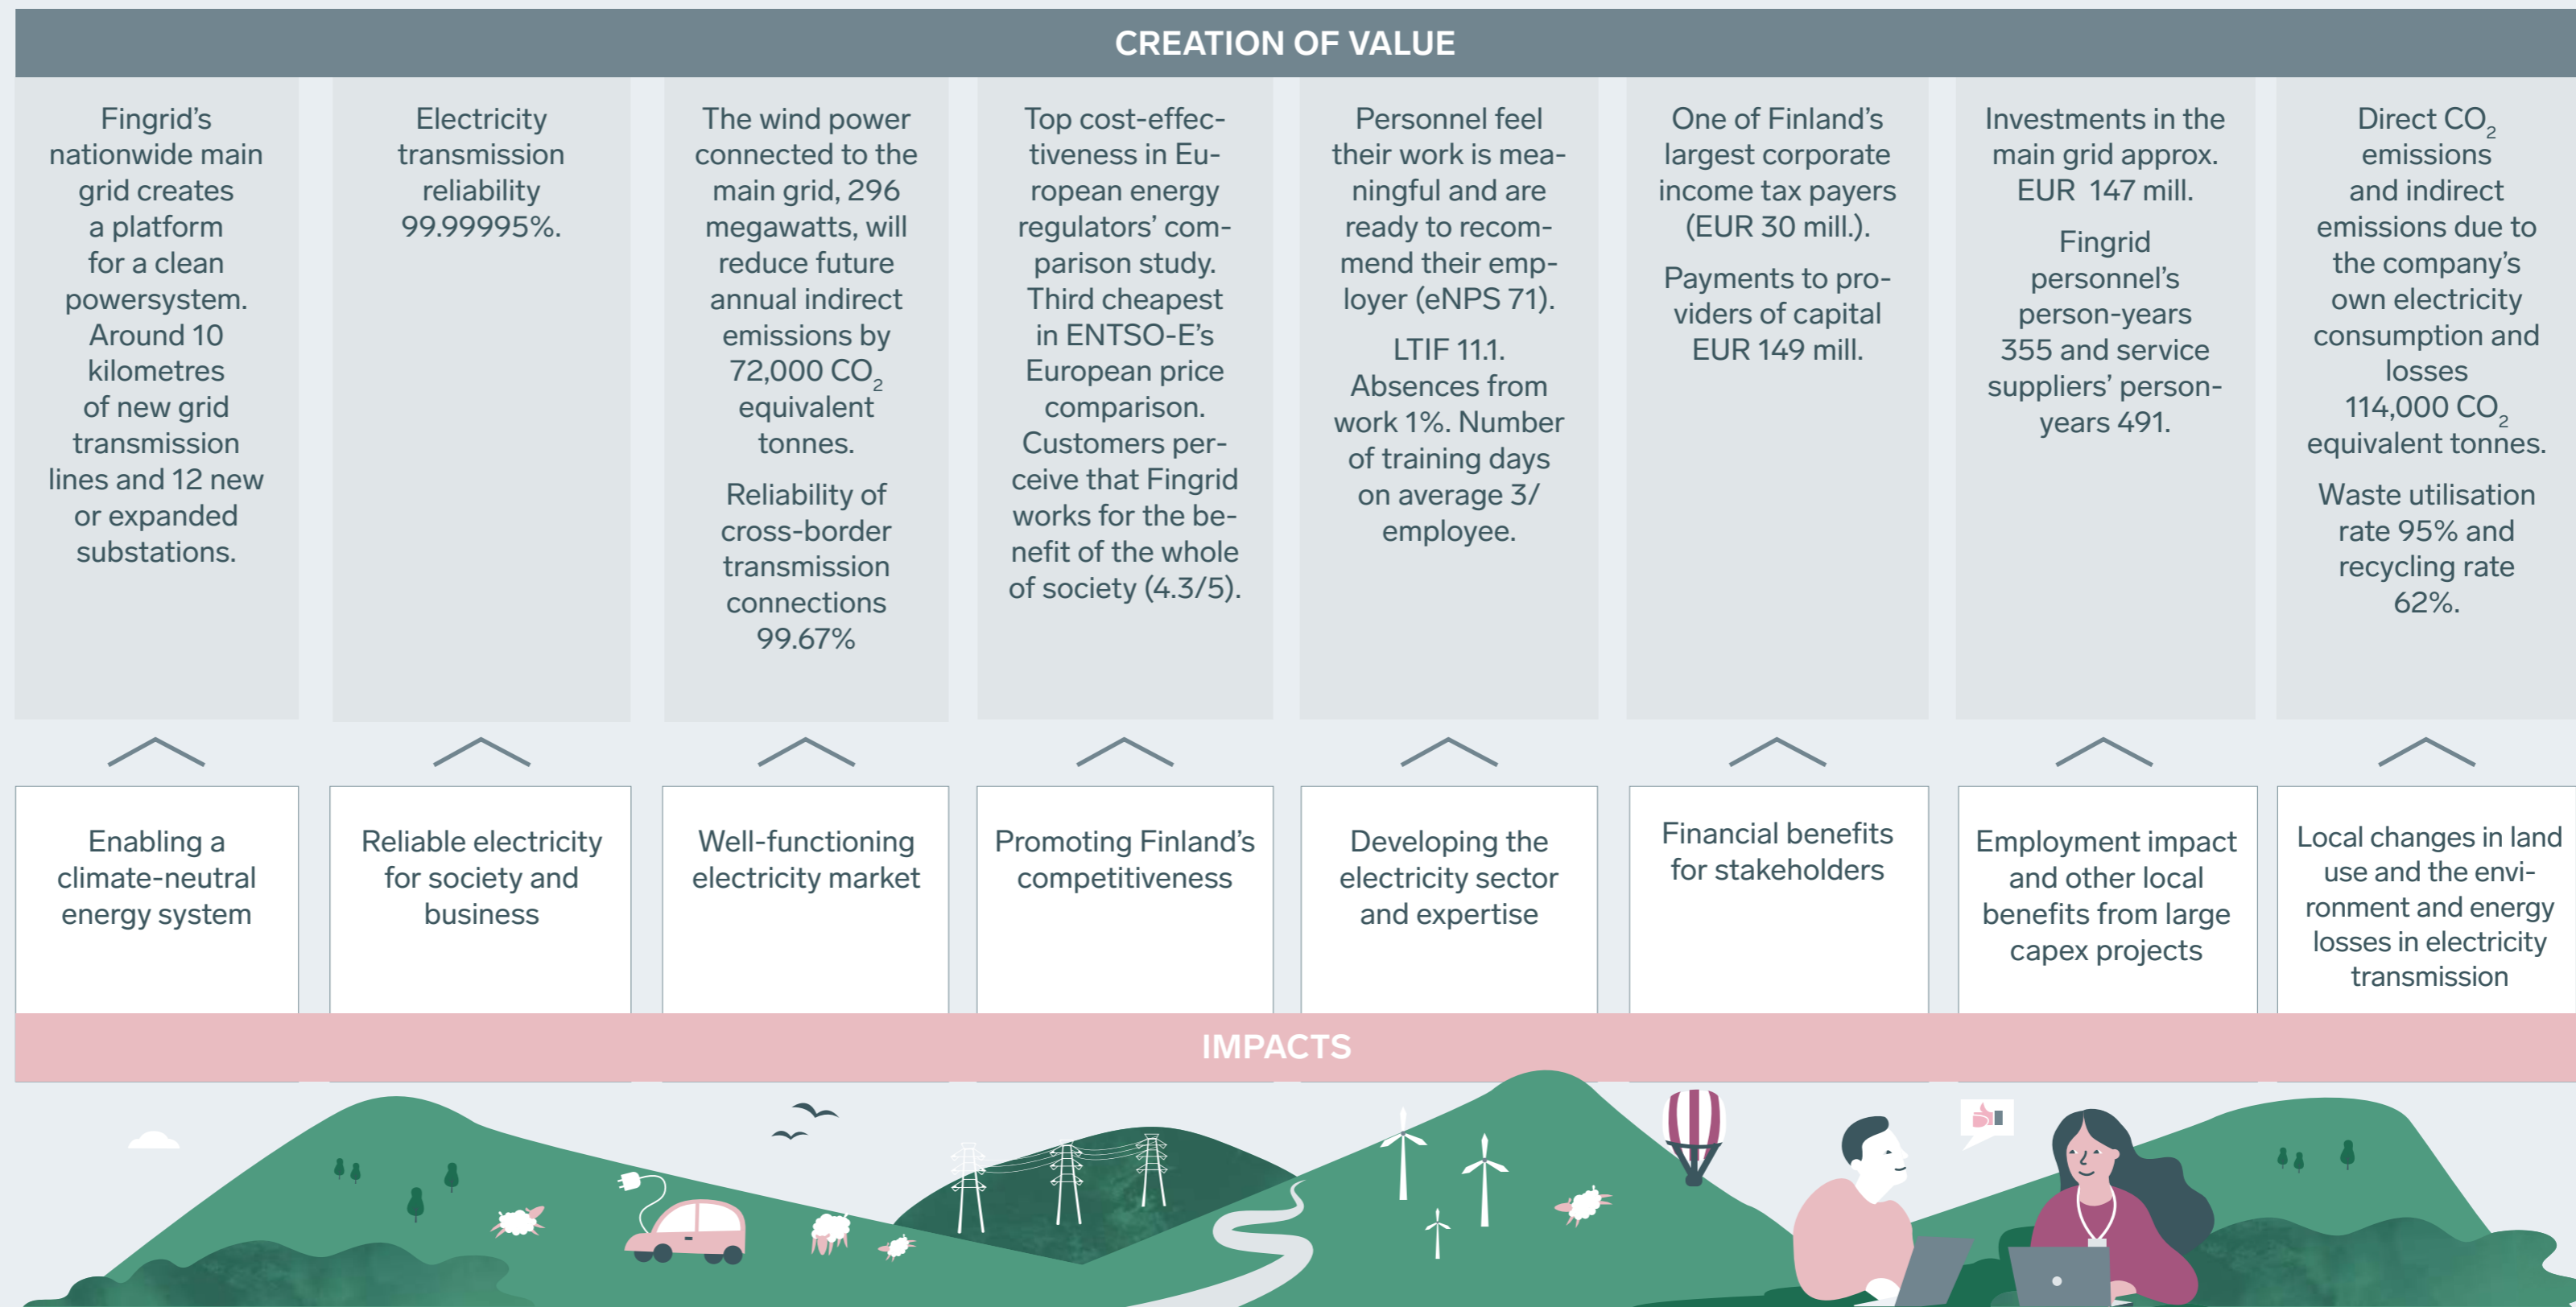 CREATION OF VALUE
Fingrid’s
nationwide main
grid creates
a platform
for a clean
powersystem.
Around 10
kilometres
of new grid
transmission
lines and 12 new
or expanded
substations.
Electricity
transmission
reliability
99.99995%.
The wind power
connected to the
main grid, 296
megawatts, will
reduce future
annual indirect
emissions by
72,000 CO₂
equivalent
tonnes.
Reliability of
cross-border
transmission
connections
99.67%
Top cost-effec-
tiveness in Eu-
ropean energy
regulators’ com-
parison study.
Third cheapest
in ENTSO-E’s
European price
comparison.
Customers per-
ceive that Fingrid
works for the be-
nefit of the whole
of society (4.3/5).
Personnel feel
their work is mea-
ningful and are
ready to recom-
mend their emp-
loyer (eNPS 71).
LTIF 11.1.
Absences from
work 1%. Number
of training days
on average 3/
employee.
One of Finland’s
largest corporate
income tax payers
(EUR 30 mill.).
Payments to pro-
viders of capital
EUR 149 mill.
Investments in the
main grid approx.
EUR 147 mill.
Fingrid
personnel’s
person-years
355 and service
suppliers’ person-
years 491.
Direct CO₂
emissions
and indirect
emissions due to
the company’s
own electricity
consumption and
losses
114,000 CO₂
equivalent tonnes.
Waste utilisation
rate 95% and
recycling rate
62%.
Enabling a
climate-neutral
energy system
Reliable electricity
for society and
business
Well-functioning
electricity market
Promoting Finland’s
competitiveness
Developing the
electricity sector
and expertise
Financial benefits
for stakeholders
Employment impact
and other local
benefits from large
capex projects
Local changes in land
use and the envi-
ronment and energy
losses in electricity
transmission
IMPACTS